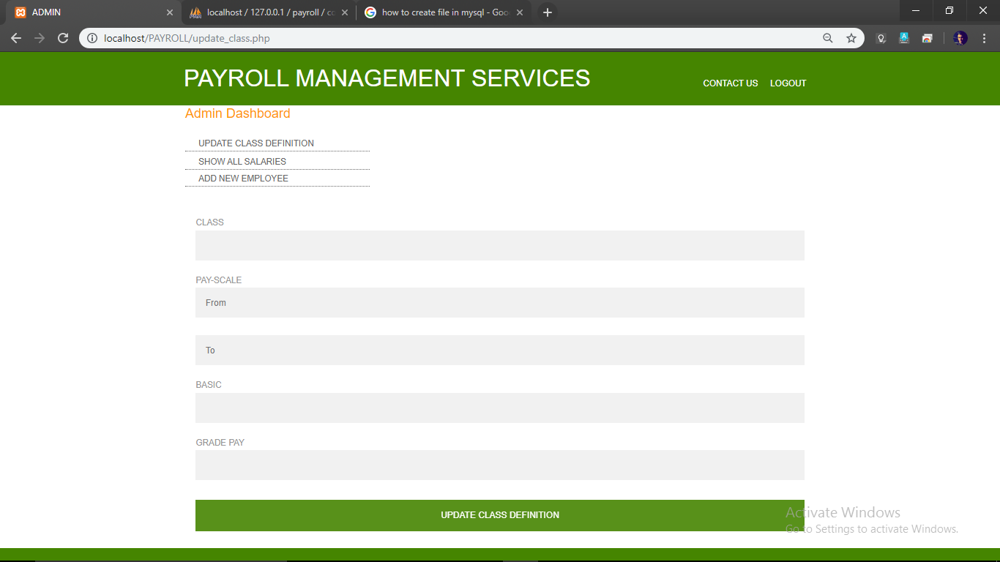 ADMIN
localhost / 127.0.0.1 / payroll / co
how to create file in mysql - Goo
localhost/PAYROLL/update_class.php
PAYROLL MANAGEMENT SERVICES
CONTACT US
LOGOUT
Admin Dashboard
UPDATE CLASS DEFINITION
SHOW ALL SALARIES
ADD NEW EMPLOYEE
CLASS
PAY-SCALE
From
To
BASIC
GRADE PAY
UPDATE CLASS DEFINITION
Activate Windows
Go to Settings to activate Windows.